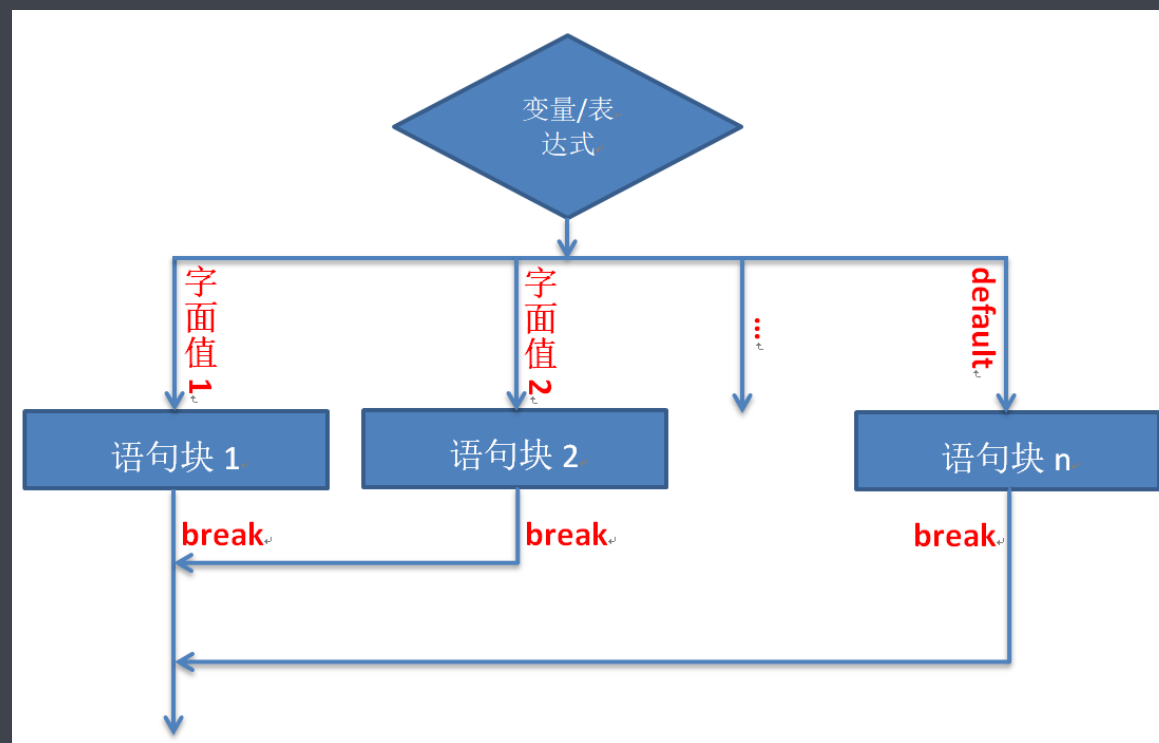 变量/表
达式
字面值1
字面值2
...
default
语句块 1
语句块 2
语句块 n
break
break
break